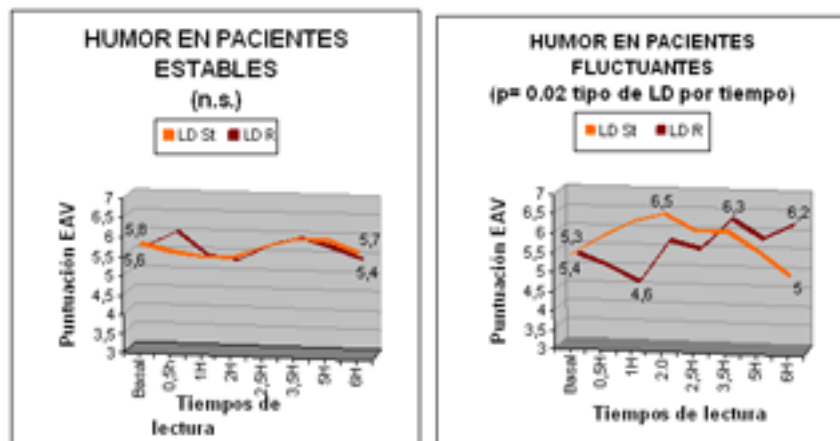 HUMOR EN PACIENTES
ESTABLES
(n.s.)
LD St LD R
Puntuación EAV
7
6,5
6
5,5
5
4,5
4
3,5
3
5,8
5,6
5,7
5,4
Basal
0,5h
1H
2H
2,5H
3,5H
5H
6H
Tiempos de
lectura
HUMOR EN PACIENTES
FLUCTUANTES
(p= 0.02 tipo de LD por tiempo)
LD St LD R
Puntuación EAV
7
6,5
6
5,5
5
4,5
4
3,5
3
5,3
5,4
6,5
4,6
6,3
6,2
5
Basal
0,5H
1H
2.0
2,5H
3,5H
5H
6H
Tiempos de lectura